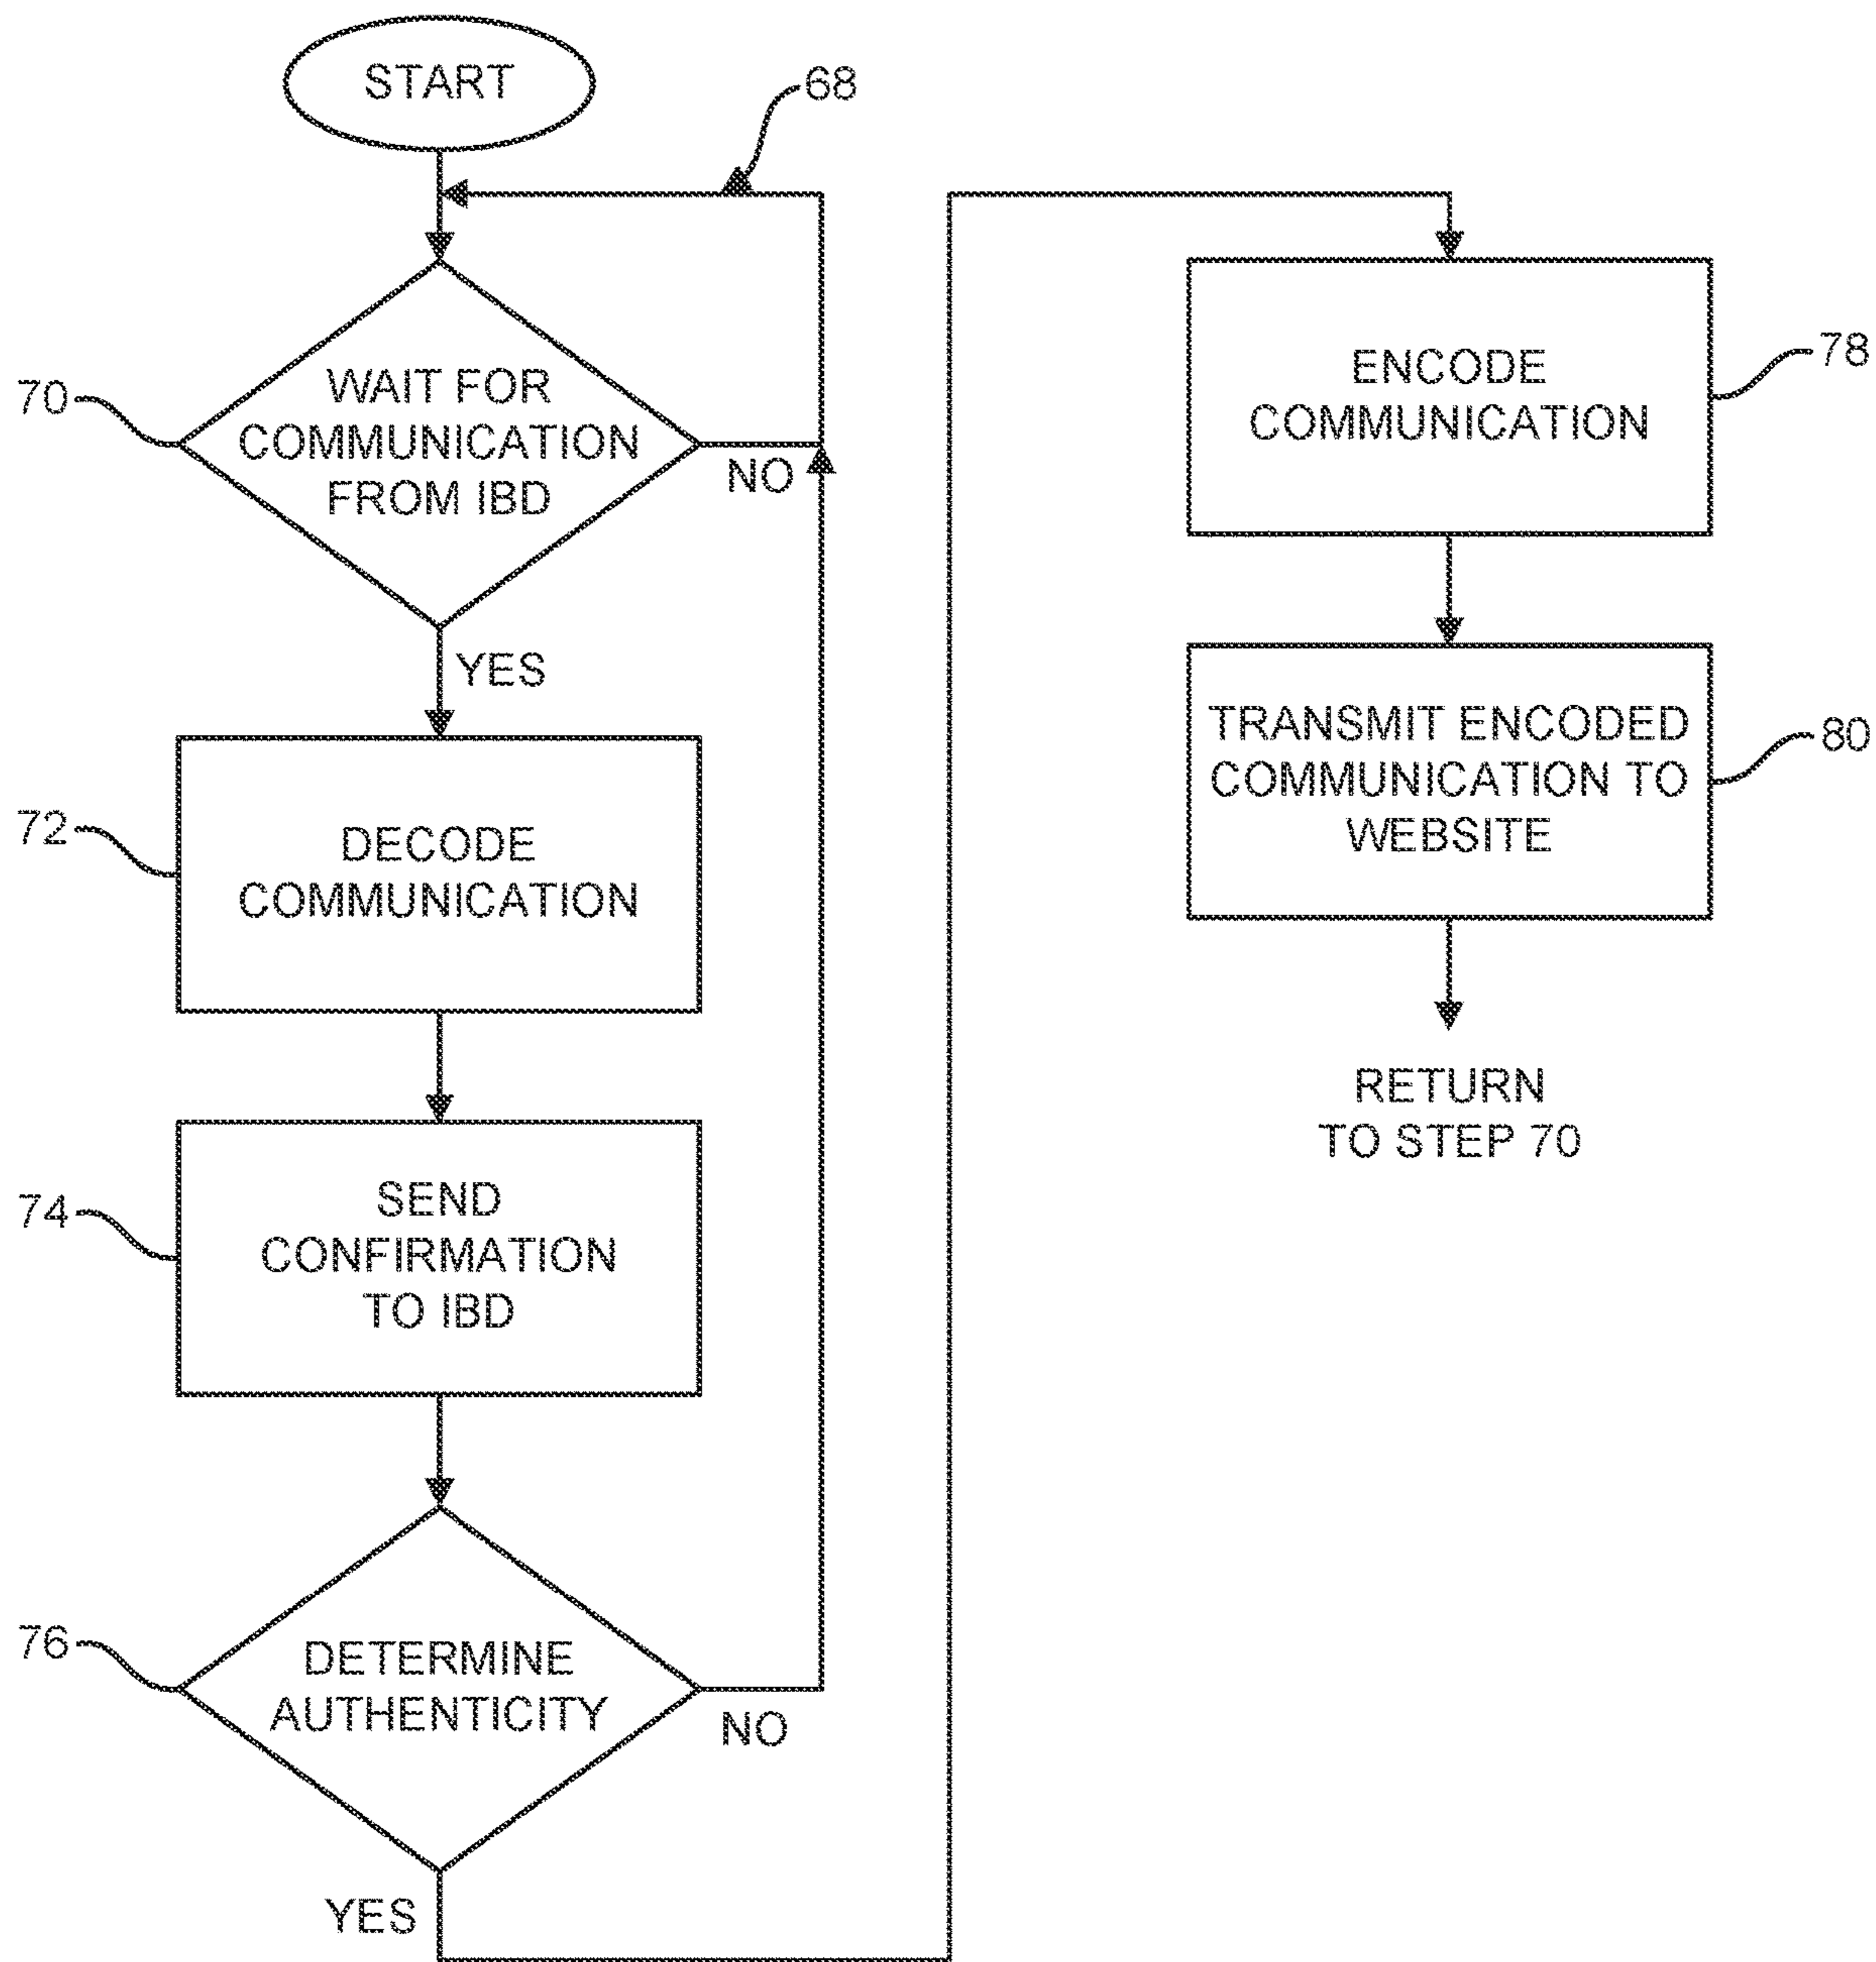 START
68
70
WAIT FOR
COMMUNICATION
FROM IBD
NO
YES
72
DECODE
COMMUNICATION
74
SEND
CONFIRMATION
TO IBD
76
DETERMINE
AUTHENTICITY
NO
YES
ENCODE
COMMUNICATION
78
TRANSMIT ENCODED
COMMUNICATION TO
WEBSITE
80
RETURN
TO STEP 70